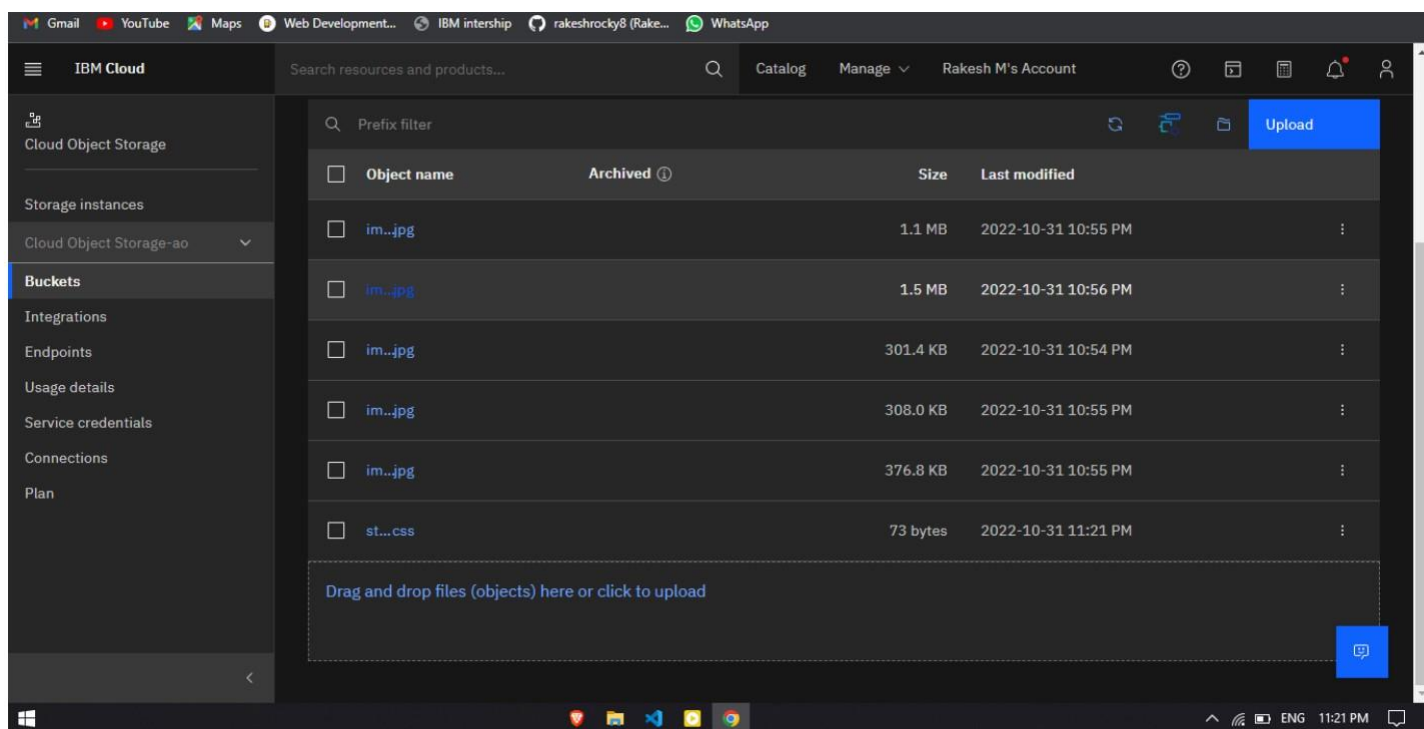 Gmail YouTube Maps Web Development... IBM intership rakeshrocky8 (Rake... WhatsApp
IBM Cloud Search resources and products... Catalog Manage Rakesh M's Account
Cloud Object Storage
Storage instances
Cloud Object Storage-ao
Buckets
Integrations
Endpoints
Usage details
Service credentials
Connections
Plan
Prefix filter Upload
Object name Archived Size Last modified
im...jpg 1.1 MB 2022-10-31 10:55 PM
im...jpg 1.5 MB 2022-10-31 10:56 PM
im...jpg 301.4 KB 2022-10-31 10:54 PM
im...jpg 308.0 KB 2022-10-31 10:55 PM
im...jpg 376.8 KB 2022-10-31 10:55 PM
st...css 73 bytes 2022-10-31 11:21 PM
Drag and drop files (objects) here or click to upload
ENG 11:21 PM